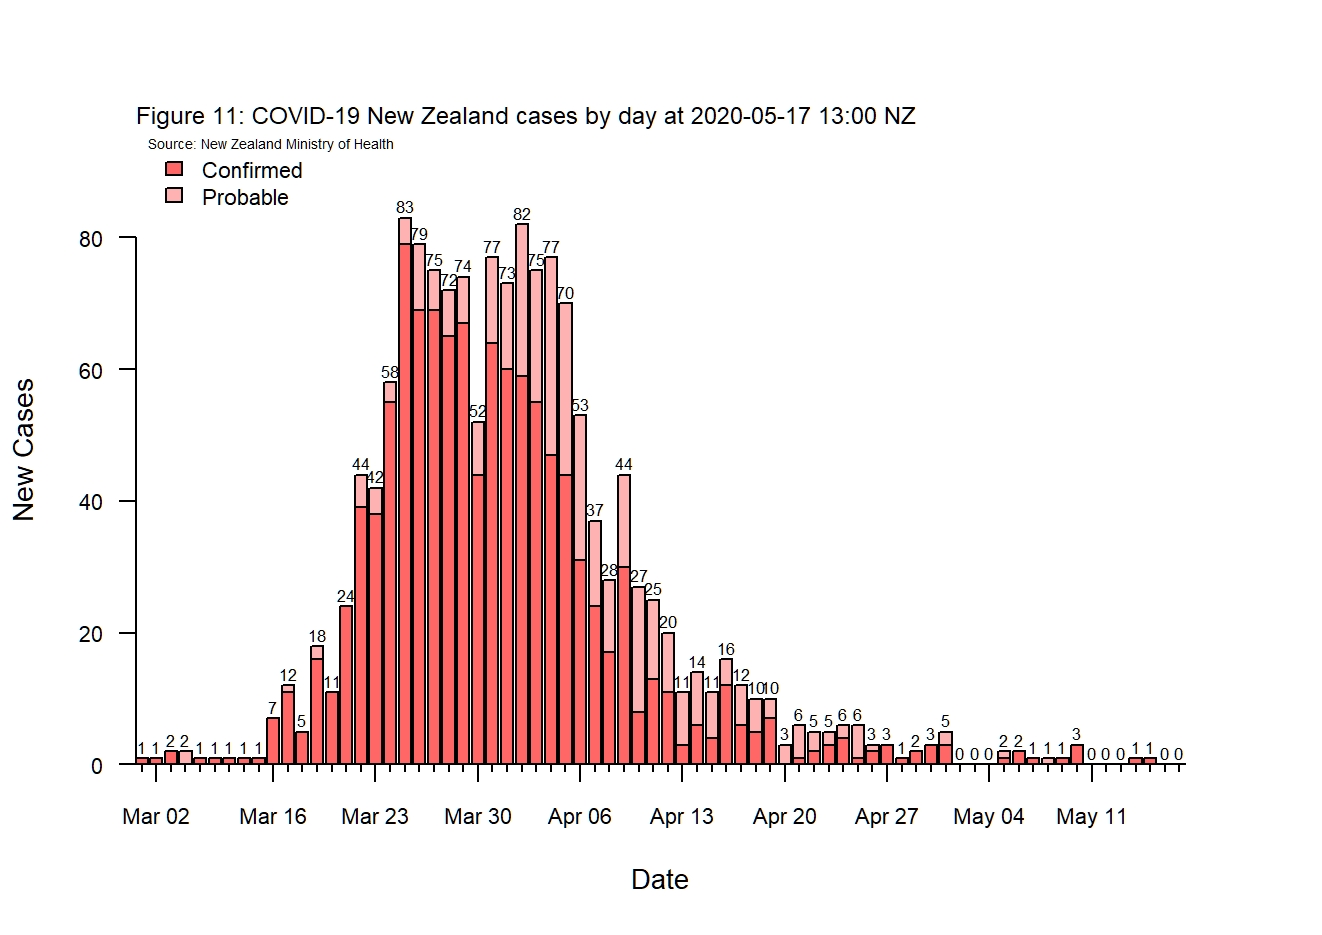 Figure 11: COVID-19 New Zealand cases by day at 2020-05-17 13:00 NZ
Source: New Zealand Ministry of Health
Confirmed
Probable
New Cases
80
60
40
20
0
1 1 2 2 1 1 1 1 1 7 12 5 18 11 24 44 42 58 83 79 75 72 74 52 77 73 82 75 77 70 53 37 28 44 27 25 20 11 14 11 16 12 10 10 3 6 5 5 6 6 3 3 1 2 3 5 0 0 0 2 2 1 1 1 3 0 0 0 1 1 0 0
Mar 02 Mar 16 Mar 23 Mar 30 Apr 06 Apr 13 Apr 20 Apr 27 May 04 May 11
Date